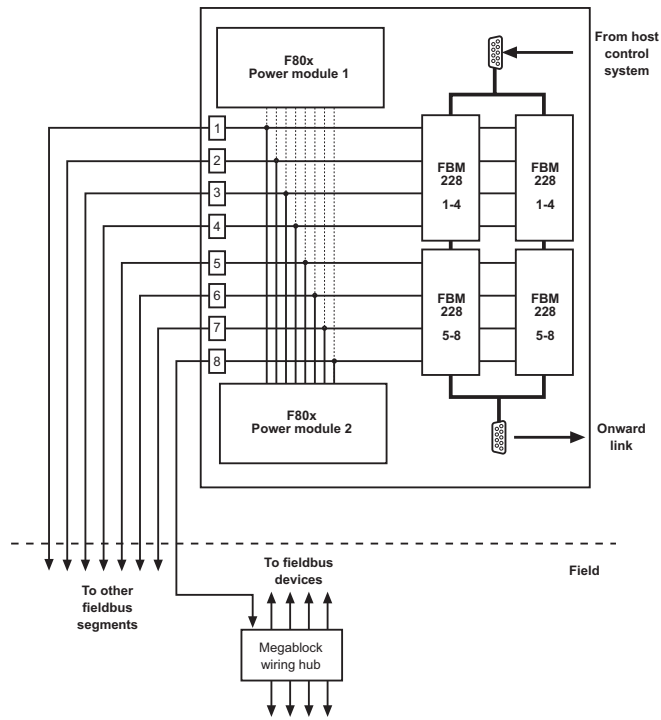 F80x
Power module 1
From host
control
system
1
2
3
4
5
6
7
8
FBM
228
1-4
FBM
228
1-4
FBM
228
5-8
FBM
228
5-8
F80x
Power module 2
Onward
link
To other
fieldbus
segments
To fieldbus
devices
Field
Megablock
wiring hub